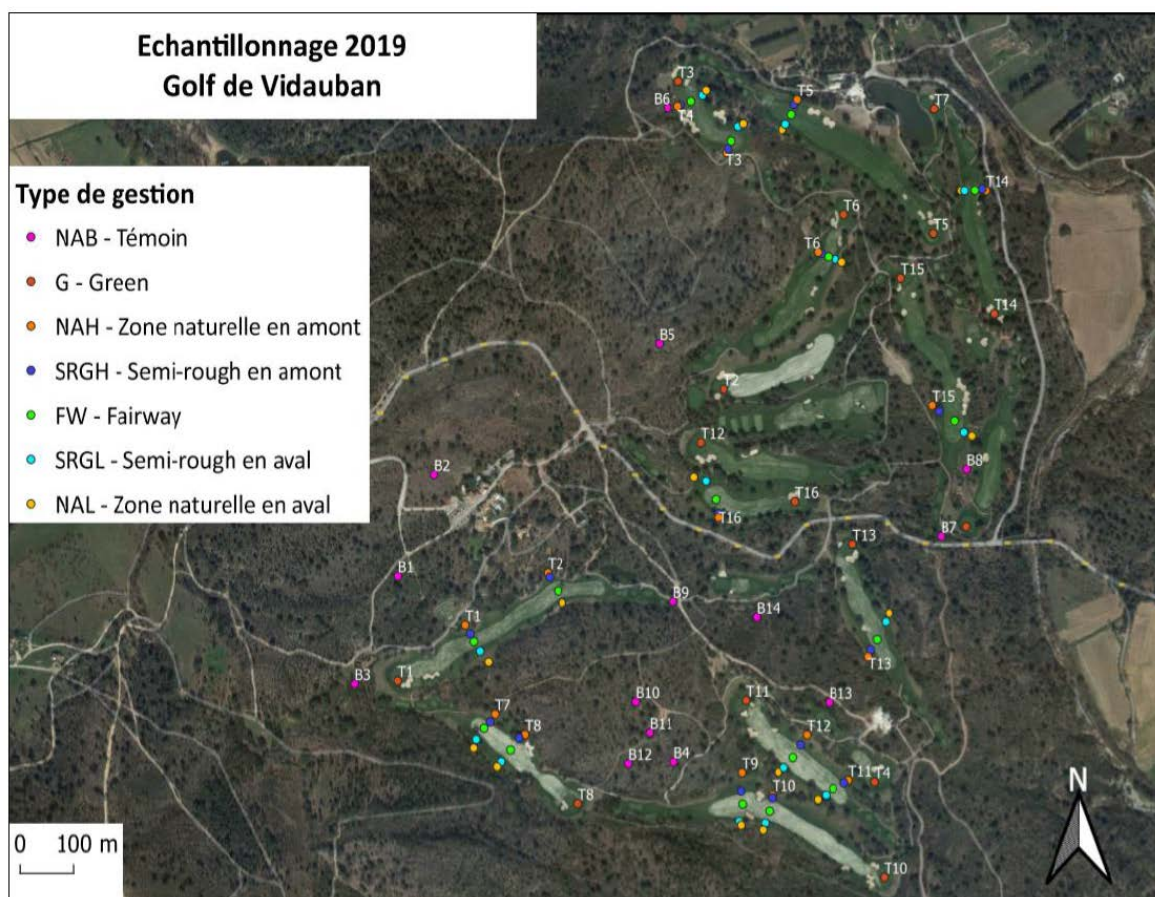 Echantillonnage 2019
Golf de Vidauban
Type de gestion
NAB - Témoin
G - Green
NAH - Zone naturelle en amont
SRGH - Semi-rough en amont
FW - Fairway
SRGL - Semi-rough en aval
NAL - Zone naturelle en aval
T3
B6
T4
T5
T7
T3
T14
T6
T5
T6
T15
T14
B5
T2
T15
T12
B8
B2
T16
T16
B7
T13
B1
T2
B9
B14
T1
T13
B3
T1
B10
T11
B13
T7
T8
B11
T12
B12
B4
T9
T11
T4
T10
T8
T10
N
0 100 m